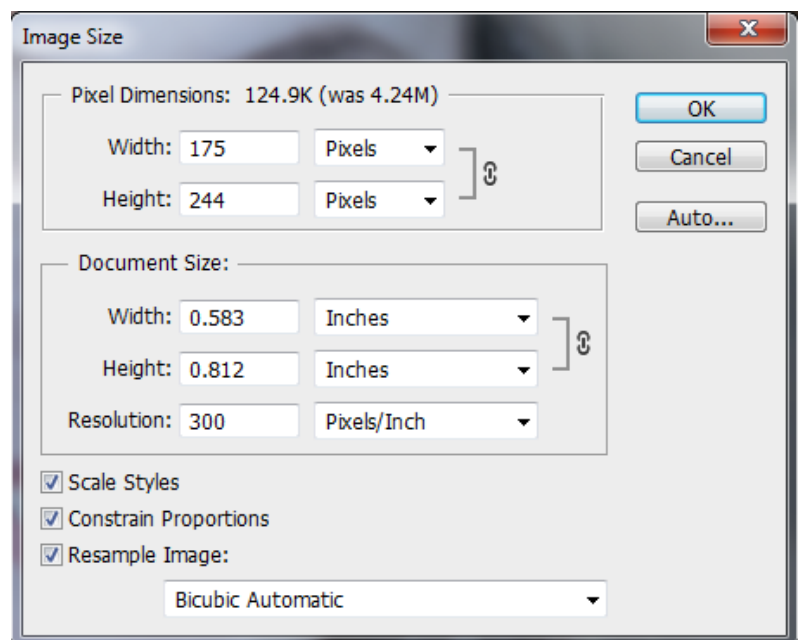 Image Size
Pixel Dimensions: 124.9K (was 4.24M)
OK
Width: 175 Pixels
Cancel
Height: 244 Pixels
Auto...
Document Size:
Width: 0.583 Inches
Height: 0.812 Inches
Resolution: 300 Pixels/Inch
Scale Styles
Constrain Proportions
Resample Image:
Bicubic Automatic